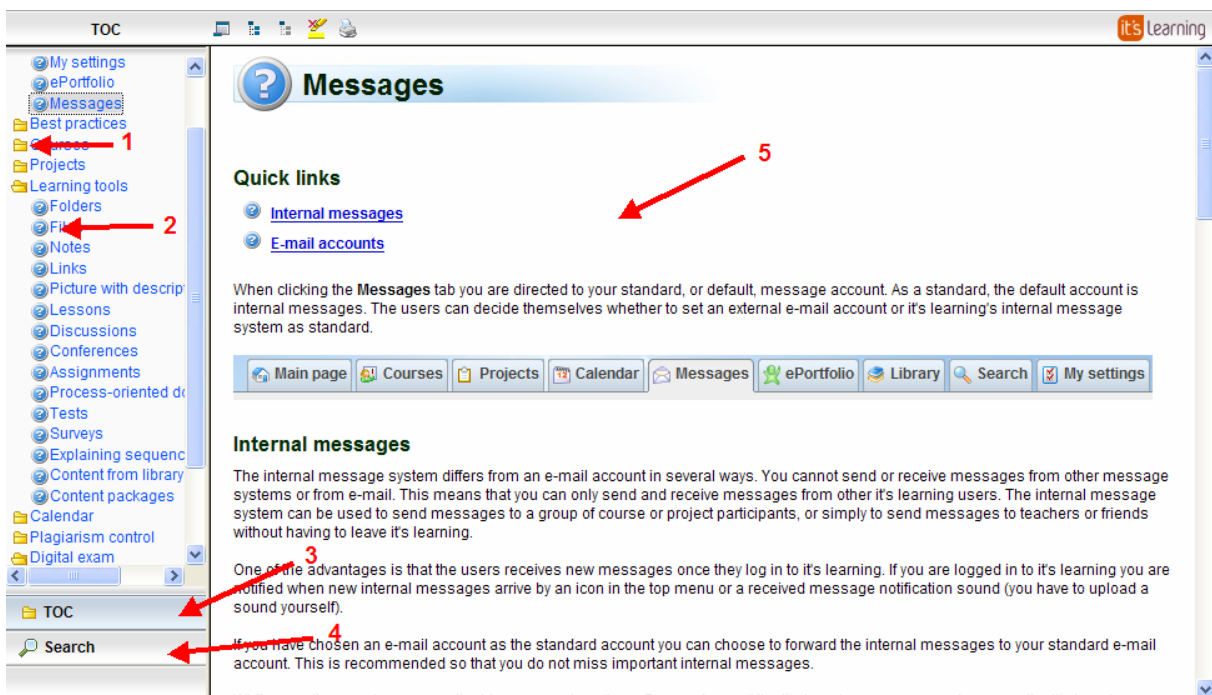 TOC
it's learning
My settings
ePortfolio
Messages
Best practices
1
Projects
Learning tools
Folders
2
Notes
Links
Picture with descrip
Lessons
Discussions
Conferences
Assignments
Process-oriented do
Tests
Surveys
Explaining sequenc
Content from library
Content packages
Calendar
Plagiarism control
Digital exam
TOC
3
Search
4
Messages
5
Quick links
Internal messages
E-mail accounts
When clicking the Messages tab you are directed to your standard, or default, message account. As a standard, the default account is
internal messages. The users can decide themselves whether to set an external e-mail account or it's learning's internal message
system as standard.
Main page Courses Projects Calendar Messages ePortfolio Library Search My settings
Internal messages
The internal message system differs from an e-mail account in several ways. You cannot send or receive messages from other message
systems or from e-mail. This means that you can only send and receive messages from other it's learning users. The internal message
system can be used to send messages to a group of course or project participants, or simply to send messages to teachers or friends
without having to leave it's learning.
One of the advantages is that the users receives new messages once they log in to it's learning. If you are logged in to it's learning you are
notified when new internal messages arrive by an icon in the top menu or a received message notification sound (you have to upload a
sound yourself).
If you have chosen an e-mail account as the standard account you can choose to forward the internal messages to your standard e-mail
account. This is recommended so that you do not miss important internal messages.